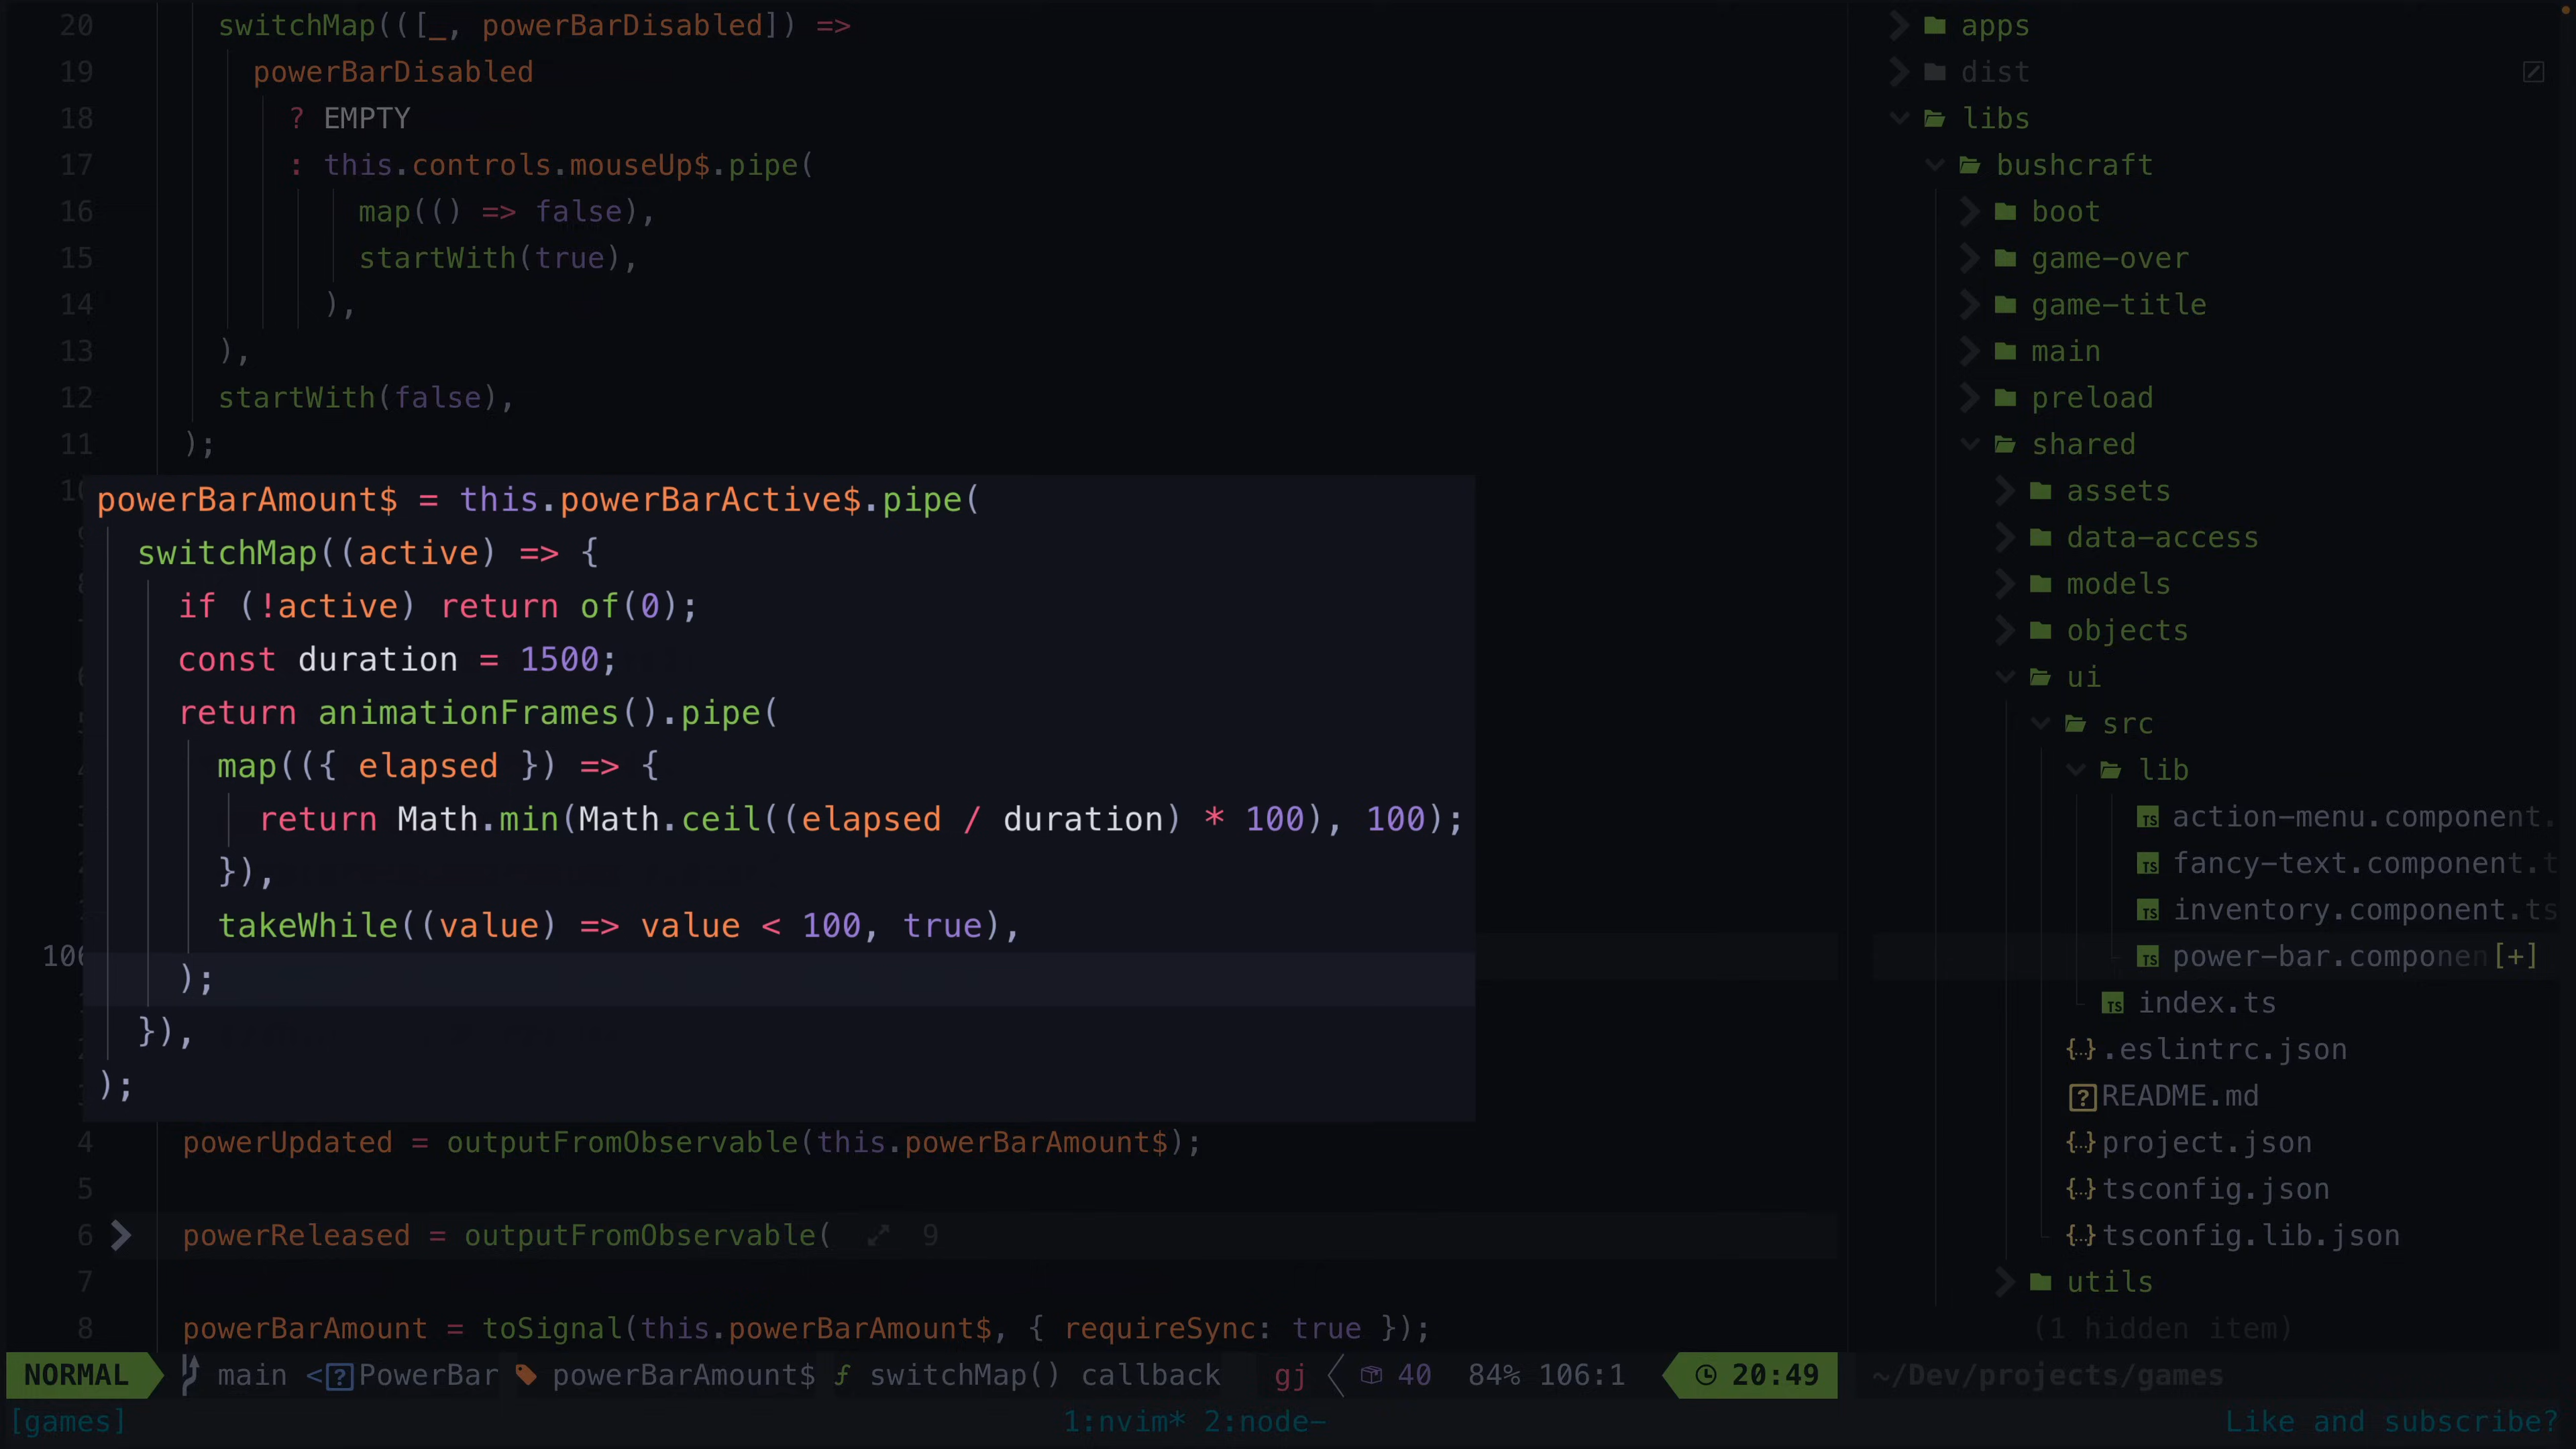 20 switchMap(([_, powerBarDisabled]) =>
19 powerBarDisabled
18 ? EMPTY
17 : this.controls.mouseUp$.pipe(
16 map(() => false),
15 startWith(true),
14 ),
13 ),
12 startWith(false),
11 );
powerBarAmount$ = this.powerBarActive$.pipe(
switchMap((active) => {
if (!active) return of(0);
const duration = 1500;
return animationFrames().pipe(
map(({ elapsed }) => {
return Math.min(Math.ceil((elapsed / duration) * 100), 100);
}),
takeWhile((value) => value < 100, true),
);
}),
);
4 powerUpdated = outputFromObservable(this.powerBarAmount$);
5
6 powerReleased = outputFromObservable( 9
7
8 powerBarAmount = toSignal(this.powerBarAmount$, { requireSync: true });
NORMAL main <PowerBar powerBarAmount$ switchMap() callback gj 40 84% 106:1 20:49
[games] 1:nvim* 2:node-
apps
dist
libs
bushcraft
boot
game-over
game-title
main
preload
shared
assets
data-access
models
objects
ui
src
lib
TS action-menu.component.
TS fancy-text.component.t
TS inventory.component.ts
TS power-bar.componen [+]
TS index.ts
{..} .eslintrc.json
README.md
{..} project.json
{..} tsconfig.json
{..} tsconfig.lib.json
utils
(1 hidden item)
~/Dev/projects/games
Like and subscribe?